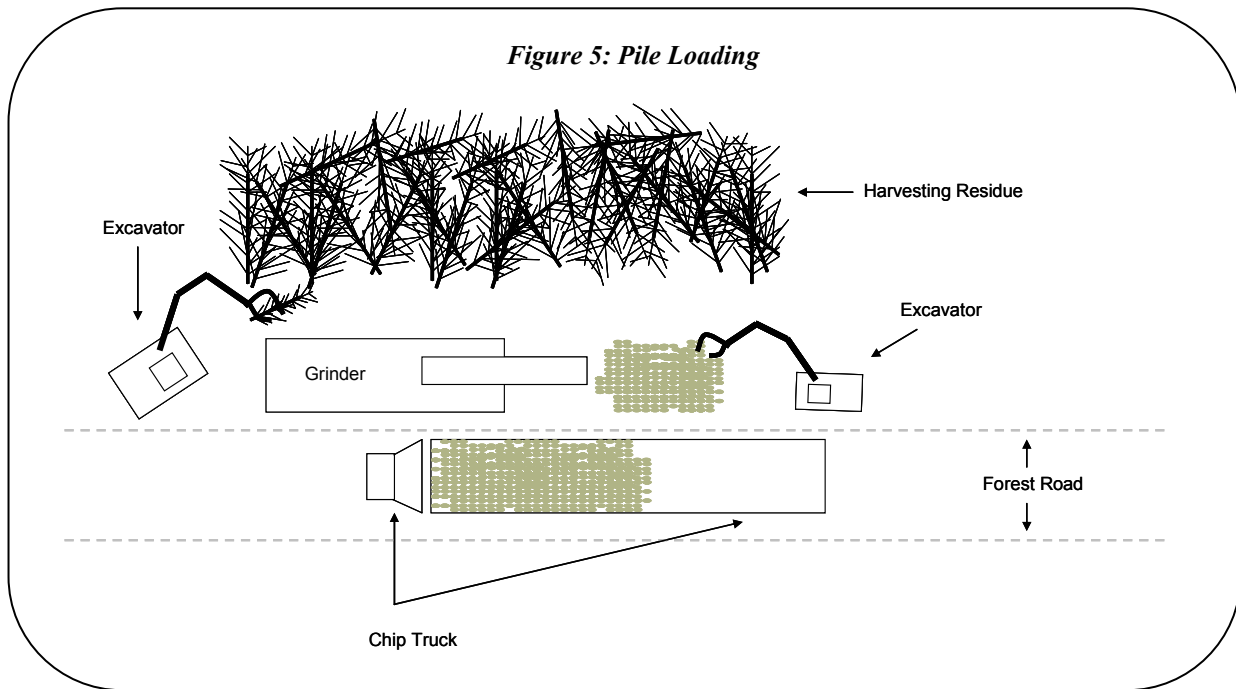 Figure 5: Pile Loading
Harvesting Residue
Excavator
Excavator
Grinder
Forest Road
Chip Truck